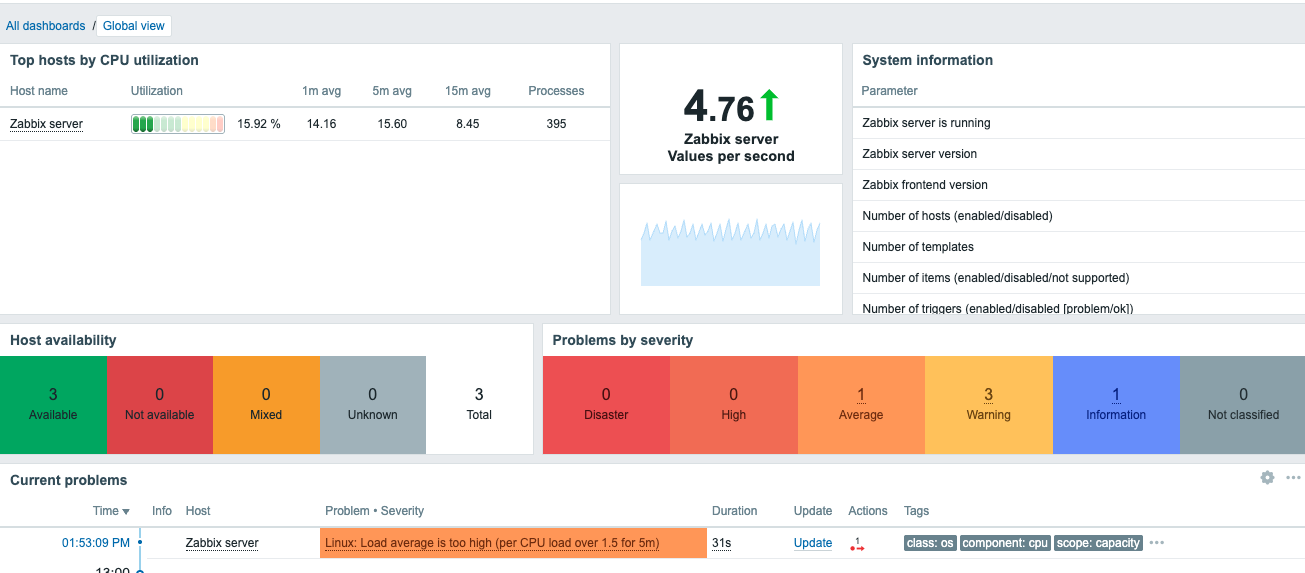 All dashboards / Global view
Top hosts by CPU utilization
Host name Utilization 1m avg 5m avg 15m avg Processes
Zabbix server 15.92 % 14.16 15.60 8.45 395
4.76
Zabbix server
Values per second
System information
Parameter
Zabbix server is running
Zabbix server version
Zabbix frontend version
Number of hosts (enabled/disabled)
Number of templates
Number of items (enabled/disabled/not supported)
Number of triggers (enabled/disabled [problem/ok])
Host availability
3 0 0 0 3
Available Not available Mixed Unknown Total
Problems by severity
0 0 1 3 1 0
Disaster High Average Warning Information Not classified
Current problems
Time Info Host Problem • Severity Duration Update Actions Tags
01:53:09 PM Zabbix server Linux: Load average is too high (per CPU load over 1.5 for 5m) 31s Update 1 class: os component: cpu scope: capacity
13:00